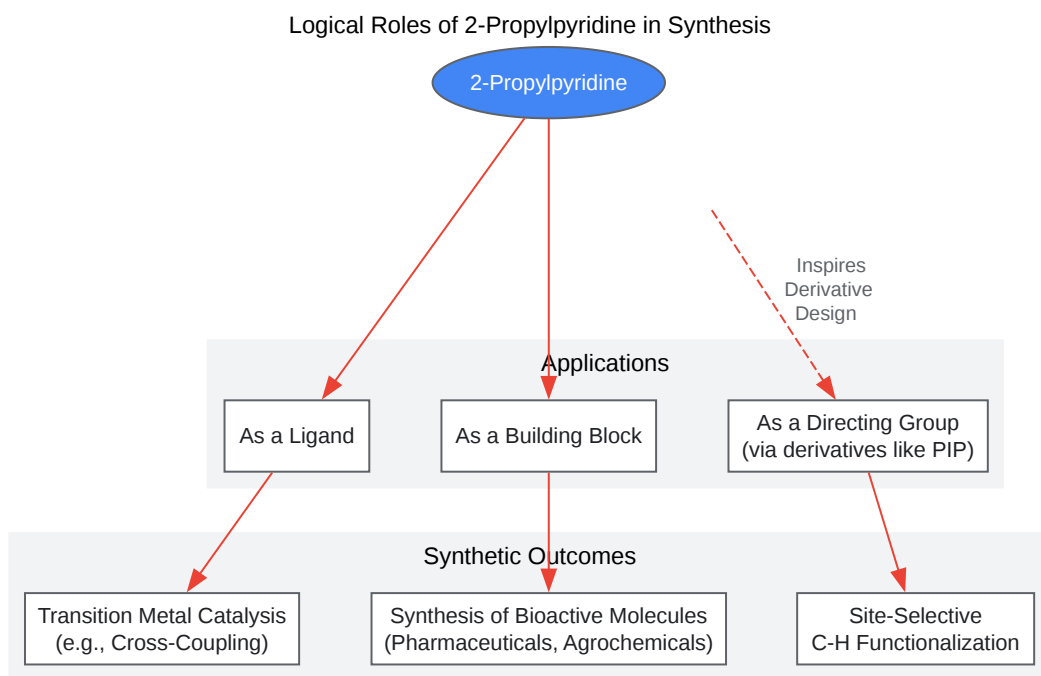 Logical Roles of 2-Propylpyridine in Synthesis
2-Propylpyridine
Inspires
Derivative
Design
Applications
As a Ligand
As a Building Block
As a Directing Group
(via derivatives like PIP)
Synthetic Outcomes
Transition Metal Catalysis
(e.g., Cross-Coupling)
Synthesis of Bioactive Molecules
(Pharmaceuticals, Agrochemicals)
Site-Selective
C-H Functionalization